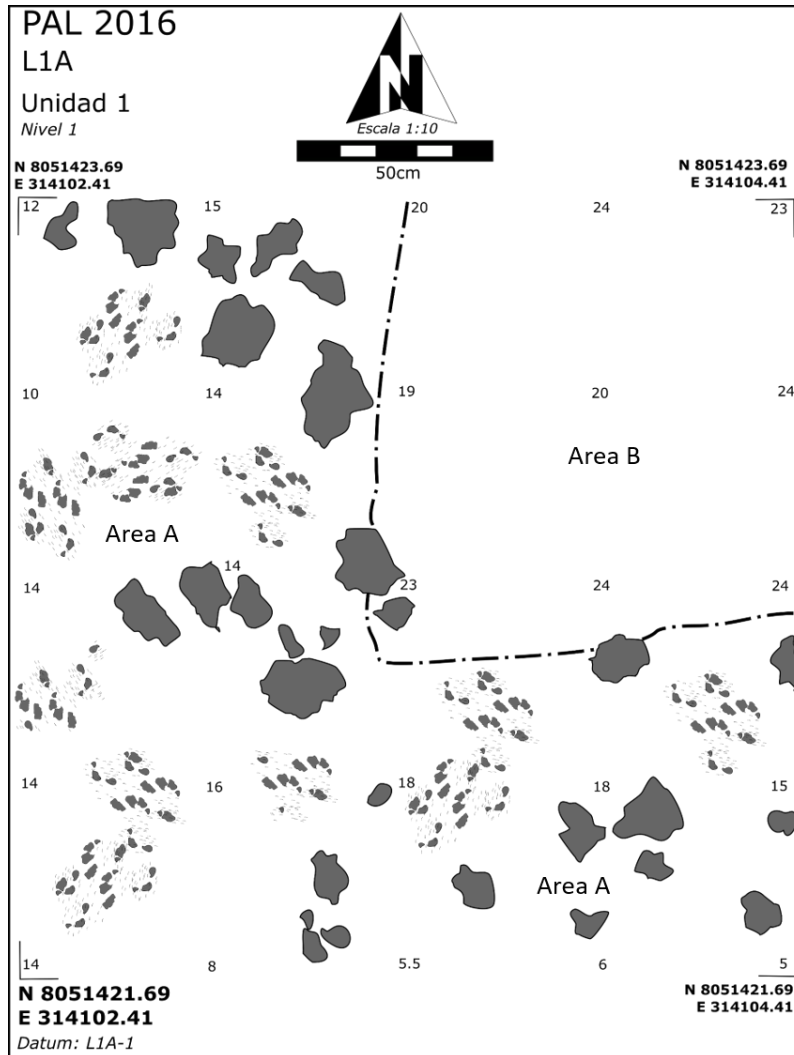 PAL 2016
L1A
Unidad 1
Nivel 1
N
Escala 1:10
50cm
N 8051423.69
E 314102.41
N 8051423.69
E 314104.41
12 15 20 24 23
10 14 19 20 24
Area B
Area A
14 14 23 24 24
14 16 18 18 15
Area A
14 8 5.5 6 5
N 8051421.69
E 314102.41
N 8051421.69
E 314104.41
Datum: L1A-1